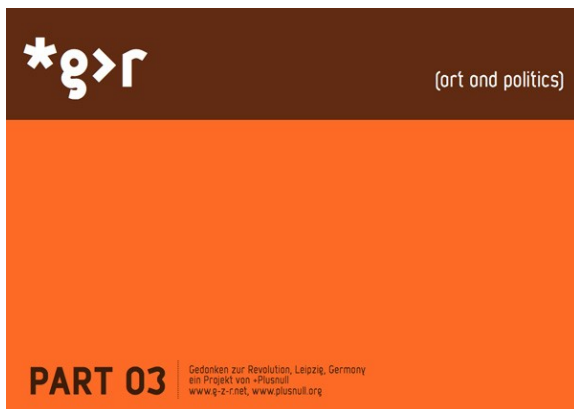 *g>r
(art and politics)
PART 03
Gedanken zur Revolution, Leipzig, Germany
ein Projekt von +Plusnull
www.g-z-r.net, www.plusnull.org